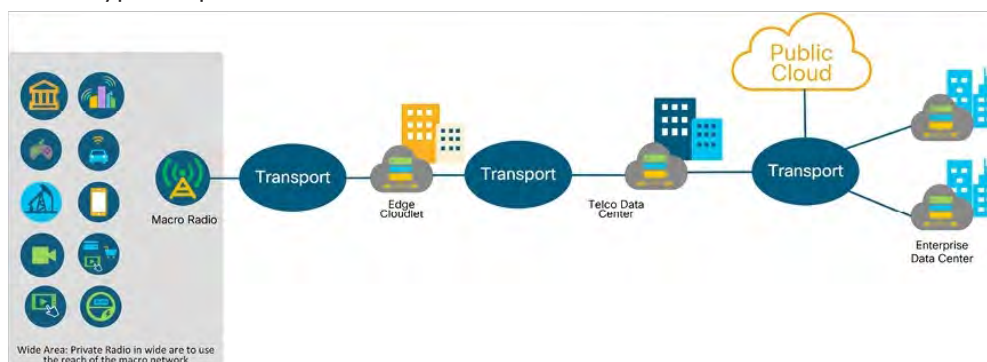 Public
Cloud
Transport
Transport
Transport
Macro Radio
Edge
Cloudlet
Telco Data
Center
Enterprise
Data Center
Wide Area: Private Radio in wide are to use
the reach of the macro network